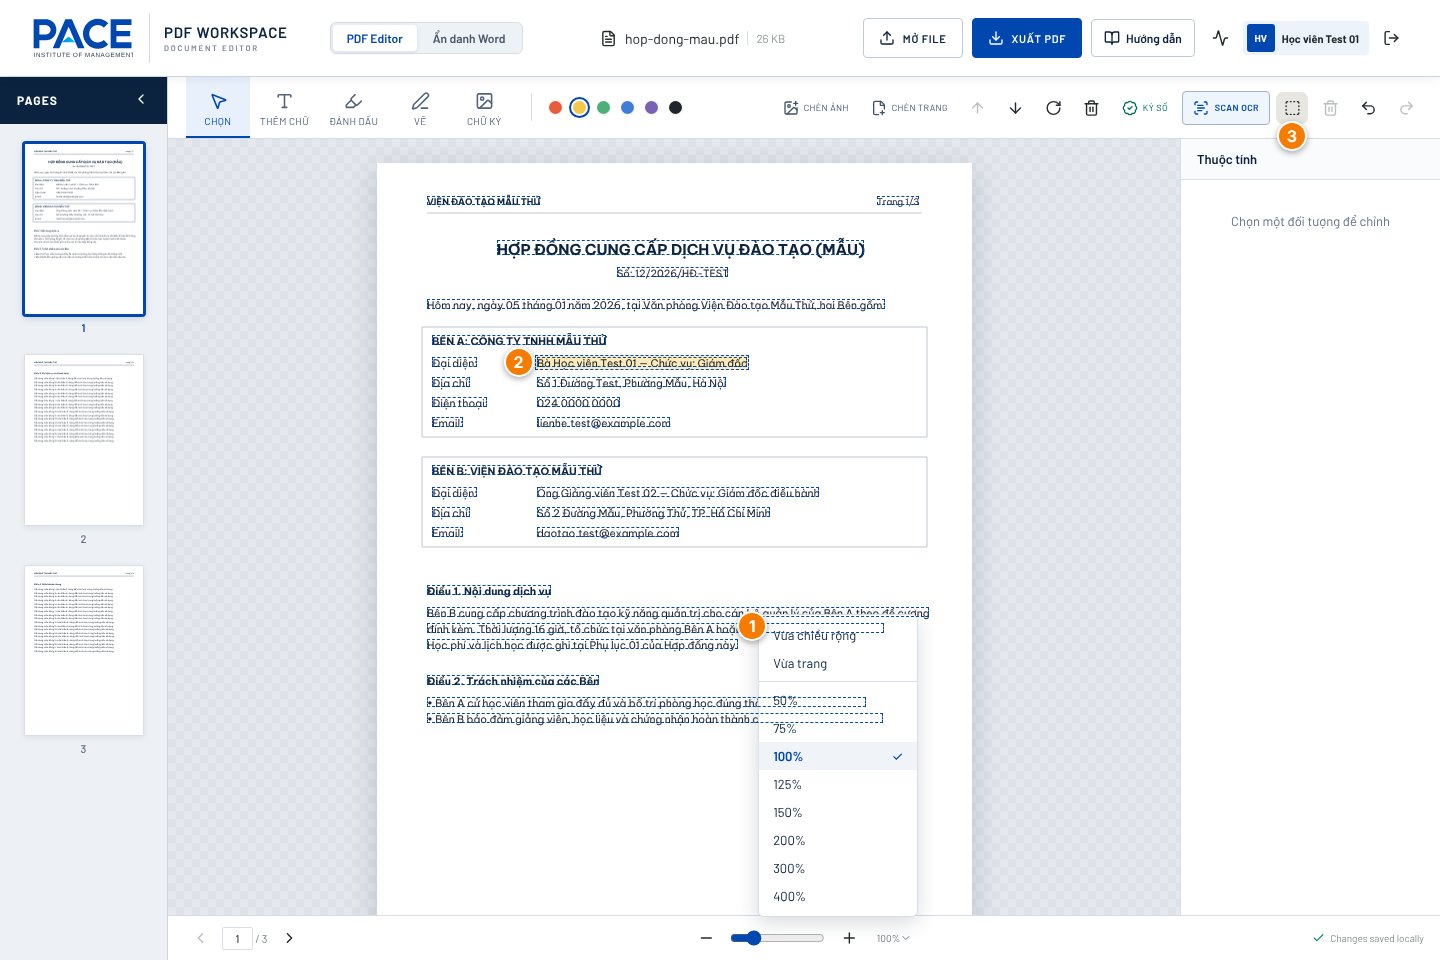 PACE
INSTITUTE OF MANAGEMENT
PDF WORKSPACE
DOCUMENT EDITOR
PDF Editor
Ẩn danh Word
hop-dong-mau.pdf
26 KB
MỞ FILE
XUẤT PDF
Hướng dẫn
HV
Học viên Test 01
PAGES
CHỌN
THÊM CHỮ
ĐÁNH DẤU
VẼ
CHỮ KÝ
CHÈN ẢNH
CHÈN TRANG
KÝ SỐ
SCAN OCR
3
Thuộc tính
Chọn một đối tượng để chỉnh
1
2
3
VIỆN ĐÀO TẠO MẪU THỬ
Trang 1/3
HỢP ĐỒNG CUNG CẤP DỊCH VỤ ĐÀO TẠO (MẪU)
Số: 12/2026/HĐ-TEST
Hôm nay, ngày 05 tháng 01 năm 2026, tại Văn phòng Viện Đào tạo Mẫu Thử, hai Bên gồm:
BÊN A: CÔNG TY TNHH MẪU THỬ
2
Đại diện:
Bà Học viên Test 01 – Chức vụ: Giám đốc
Địa chỉ:
Số 1 Đường Test, Phường Mẫu, Hà Nội
Điện thoại:
024 0000 0000
Email:
lienhe.test@example.com
BÊN B: VIỆN ĐÀO TẠO MẪU THỬ
Đại diện:
Ông Giảng viên Test 02 – Chức vụ: Giám đốc điều hành
Địa chỉ:
Số 2 Đường Mẫu, Phường Thử, TP. Hồ Chí Minh
Email:
daotao.test@example.com
Điều 1. Nội dung dịch vụ
Bên B cung cấp chương trình đào tạo kỹ năng quản trị cho cán bộ quản lý của Bên A theo đề cương
đính kèm. Thời lượng 16 giờ, tổ chức tại văn phòng Bên A hoặc
1
Học phí và lịch học được ghi tại Phụ lục 01 của Hợp đồng này.
Điều 2. Trách nhiệm của các Bên
• Bên A cử học viên tham gia đầy đủ và bố trí phòng học đúng
• Bên B bảo đảm giảng viên, học liệu và chứng nhận hoàn thành
Vừa chiều rộng
Vừa trang
50%
75%
100%
125%
150%
200%
300%
400%
1 / 3
100%
Changes saved locally